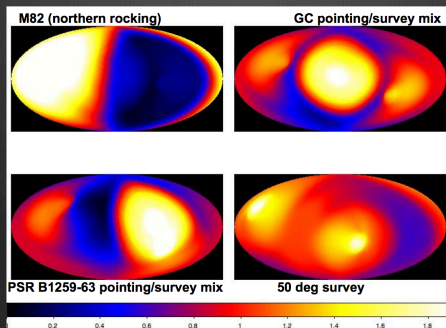 M82 (northern rocking)
GC pointing/survey mix
PSR B1259-63 pointing/survey mix
50 deg survey
0 0.2 0.4 0.6 0.8 1 1.2 1.4 1.6 1.8